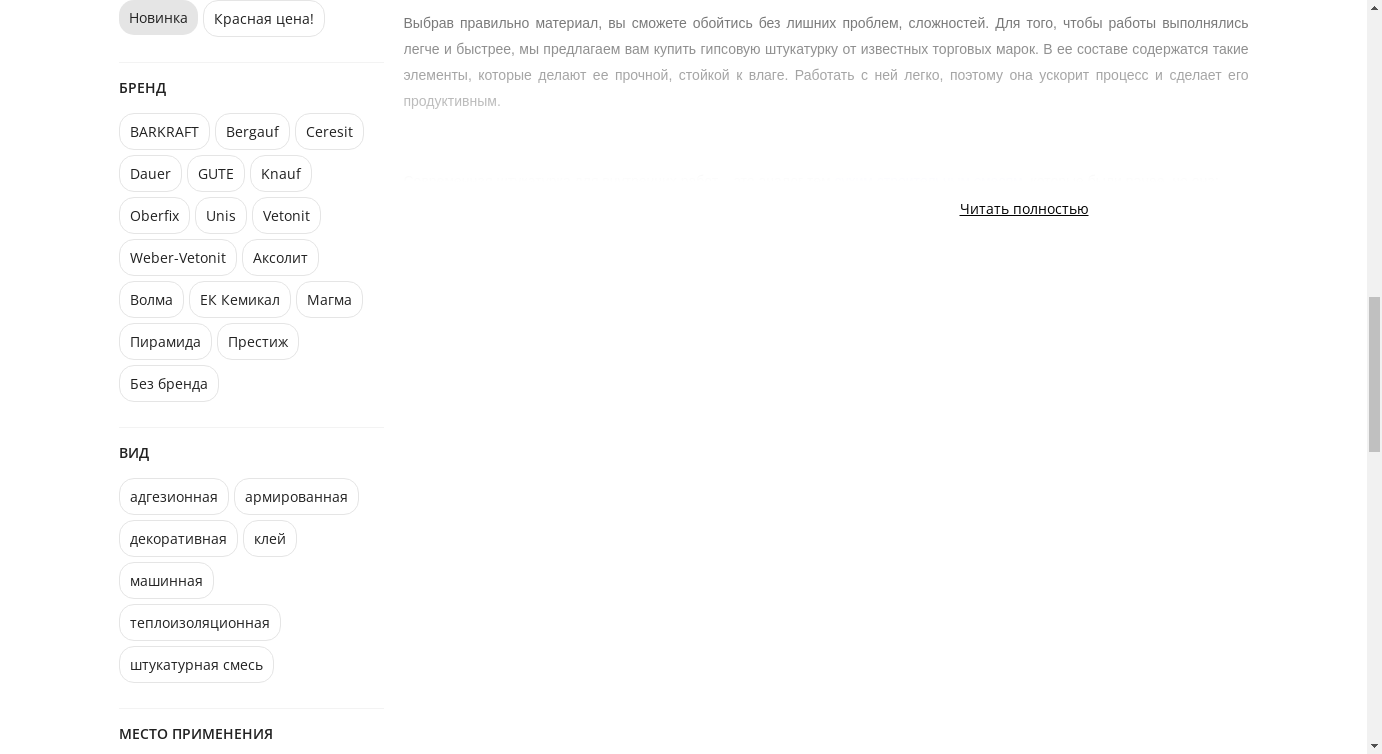 Новинка Красная цена!
БРЕНД
BARKRAFT Bergauf Ceresit
Dauer GUTE Knauf
Oberfix Unis Vetonit
Weber-Vetonit Аксолит
Волма ЕК Кемикал Магма
Пирамида Престиж
Без бренда
ВИД
адгезионная армированная
декоративная клей
машинная
теплоизоляционная
штукатурная смесь
МЕСТО ПРИМЕНЕНИЯ
Выбрав правильно материал, вы сможете обойтись без лишних проблем, сложностей. Для того, чтобы работы выполнялись
легче и быстрее, мы предлагаем вам купить гипсовую штукатурку от известных торговых марок. В ее составе содержатся такие
элементы, которые делают ее прочной, стойкой к влаге. Работать с ней легко, поэтому она ускорит процесс и сделает его
продуктивным.
Читать полностью